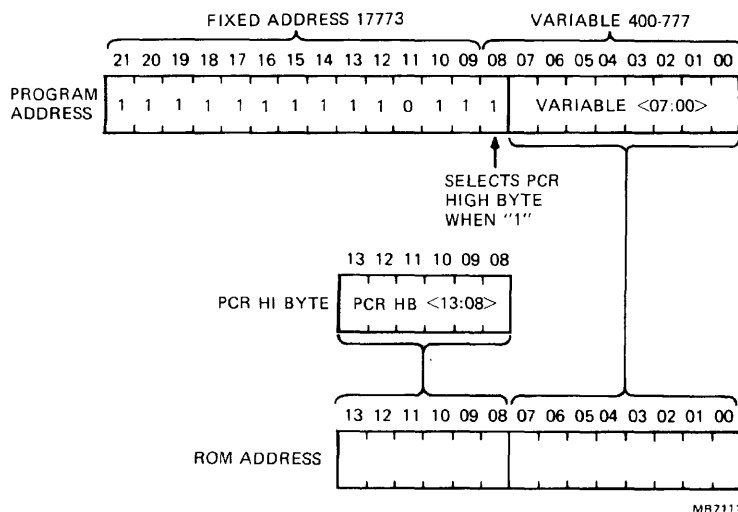 FIXED ADDRESS 17773 VARIABLE 400-777
21 20 19 18 17 16 15 14 13 12 11 10 09 08 07 06 05 04 03 02 01 00
PROGRAM ADDRESS
1 1 1 1 1 1 1 1 1 1 0 1 1 1 VARIABLE <07:00>
SELECTS PCR
HIGH BYTE
WHEN "1"
13 12 11 10 09 08
PCR HI BYTE PCR HB <13:08>
13 12 11 10 09 08 07 06 05 04 03 02 01 00
ROM ADDRESS